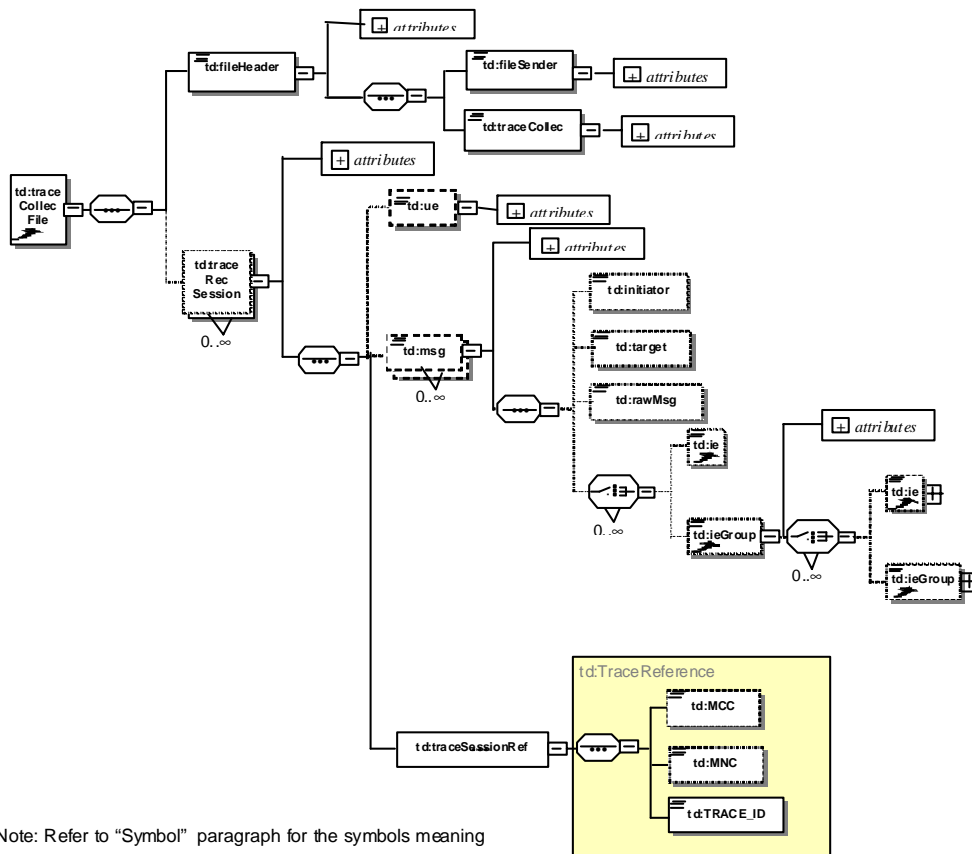 attributes
td:fileHeader
td:fileSender
attributes
td:traceCollec
attributes
attributes
td:trace
Collec
File
td:ue
attributes
attributes
td:trace
Rec
Session
0..∞
td:initiator
td:msg
0..∞
td:target
td:rawMsg
attributes
td:ie
0..∞
td:ieGroup
td:ie
0..∞
td:ieGroup
td:TraceReference
td:MCC
td:traceSessionRef
td:MNC
td:TRACE_ID
Note: Refer to “Symbol” paragraph for the symbols meaning